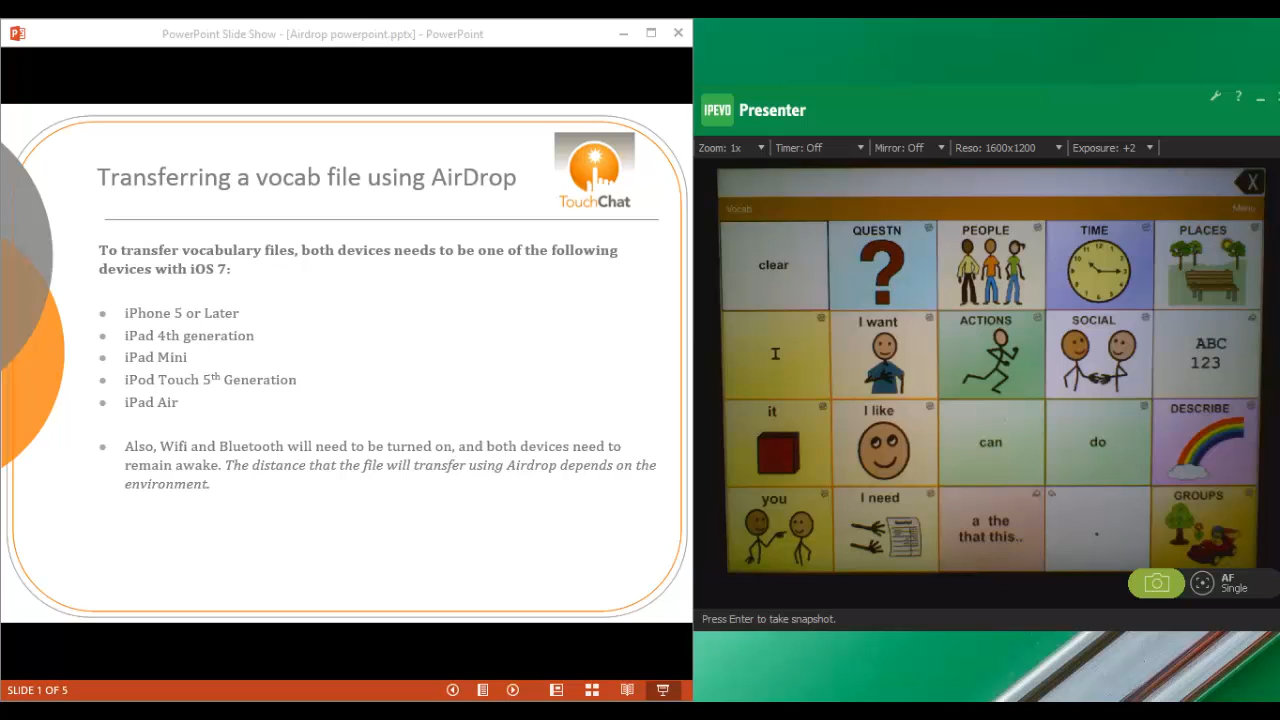 PowerPoint Slide Show - [Airdrop powerpoint.pptx] - PowerPoint
Transferring a vocab file using AirDrop
TouchChat
To transfer vocabulary files, both devices needs to be one of the following
devices with iOS 7:
● iPhone 5 or Later
● iPad 4th generation
● iPad Mini
● iPod Touch 5th Generation
● iPad Air
● Also, Wifi and Bluetooth will need to be turned on, and both devices need to
remain awake. The distance that the file will transfer using Airdrop depends on the
environment.
SLIDE 1 OF 5
IPEVO Presenter
?
Zoom: 1x Timer: Off Mirror: Off Reso: 1600x1200 Exposure: +2
X
Vocab Menu
clear QUESTN PEOPLE TIME PLACES
I I want ACTIONS SOCIAL ABC
123
it I like can do DESCRIBE
you I need a the
that this.. . GROUPS
AF
Single
Press Enter to take snapshot.